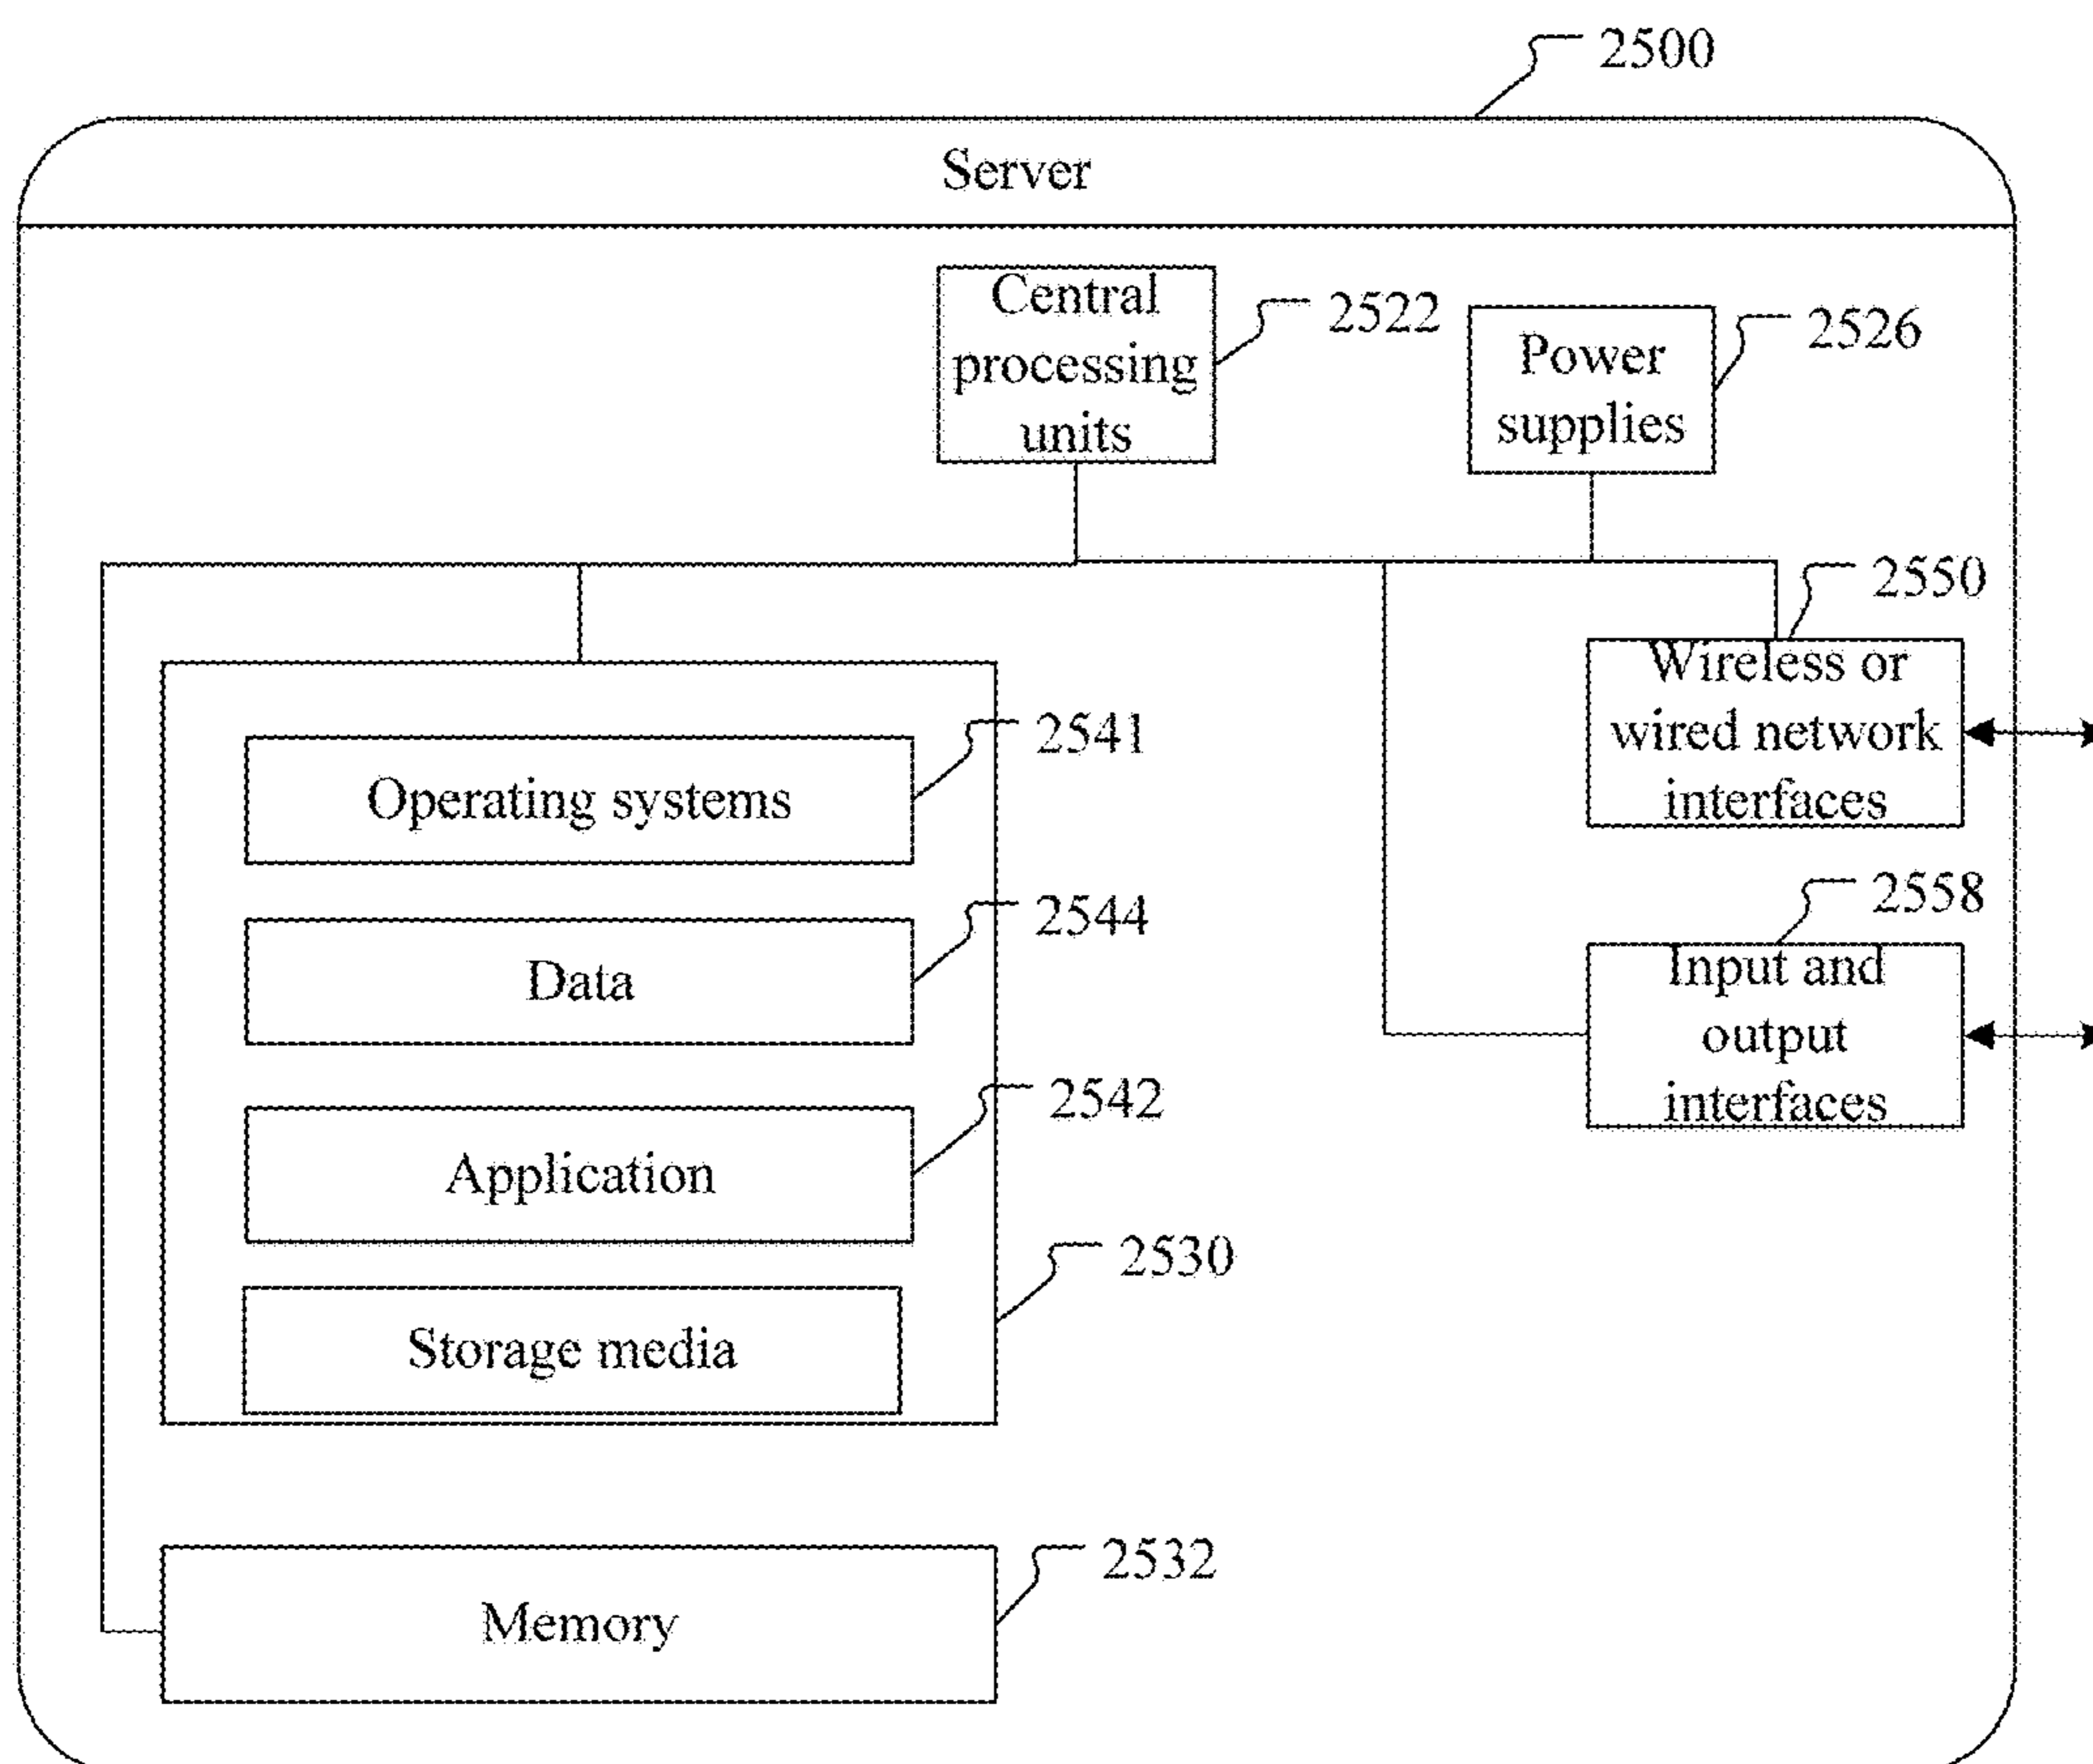 2500
Server
Central
processing
units
2522
Power
supplies
2526
2550
Wireless or
wired network
interfaces
2541
Operating systems
2544
Data
2558
Input and
output
interfaces
2542
Application
2530
Storage media
2532
Memory